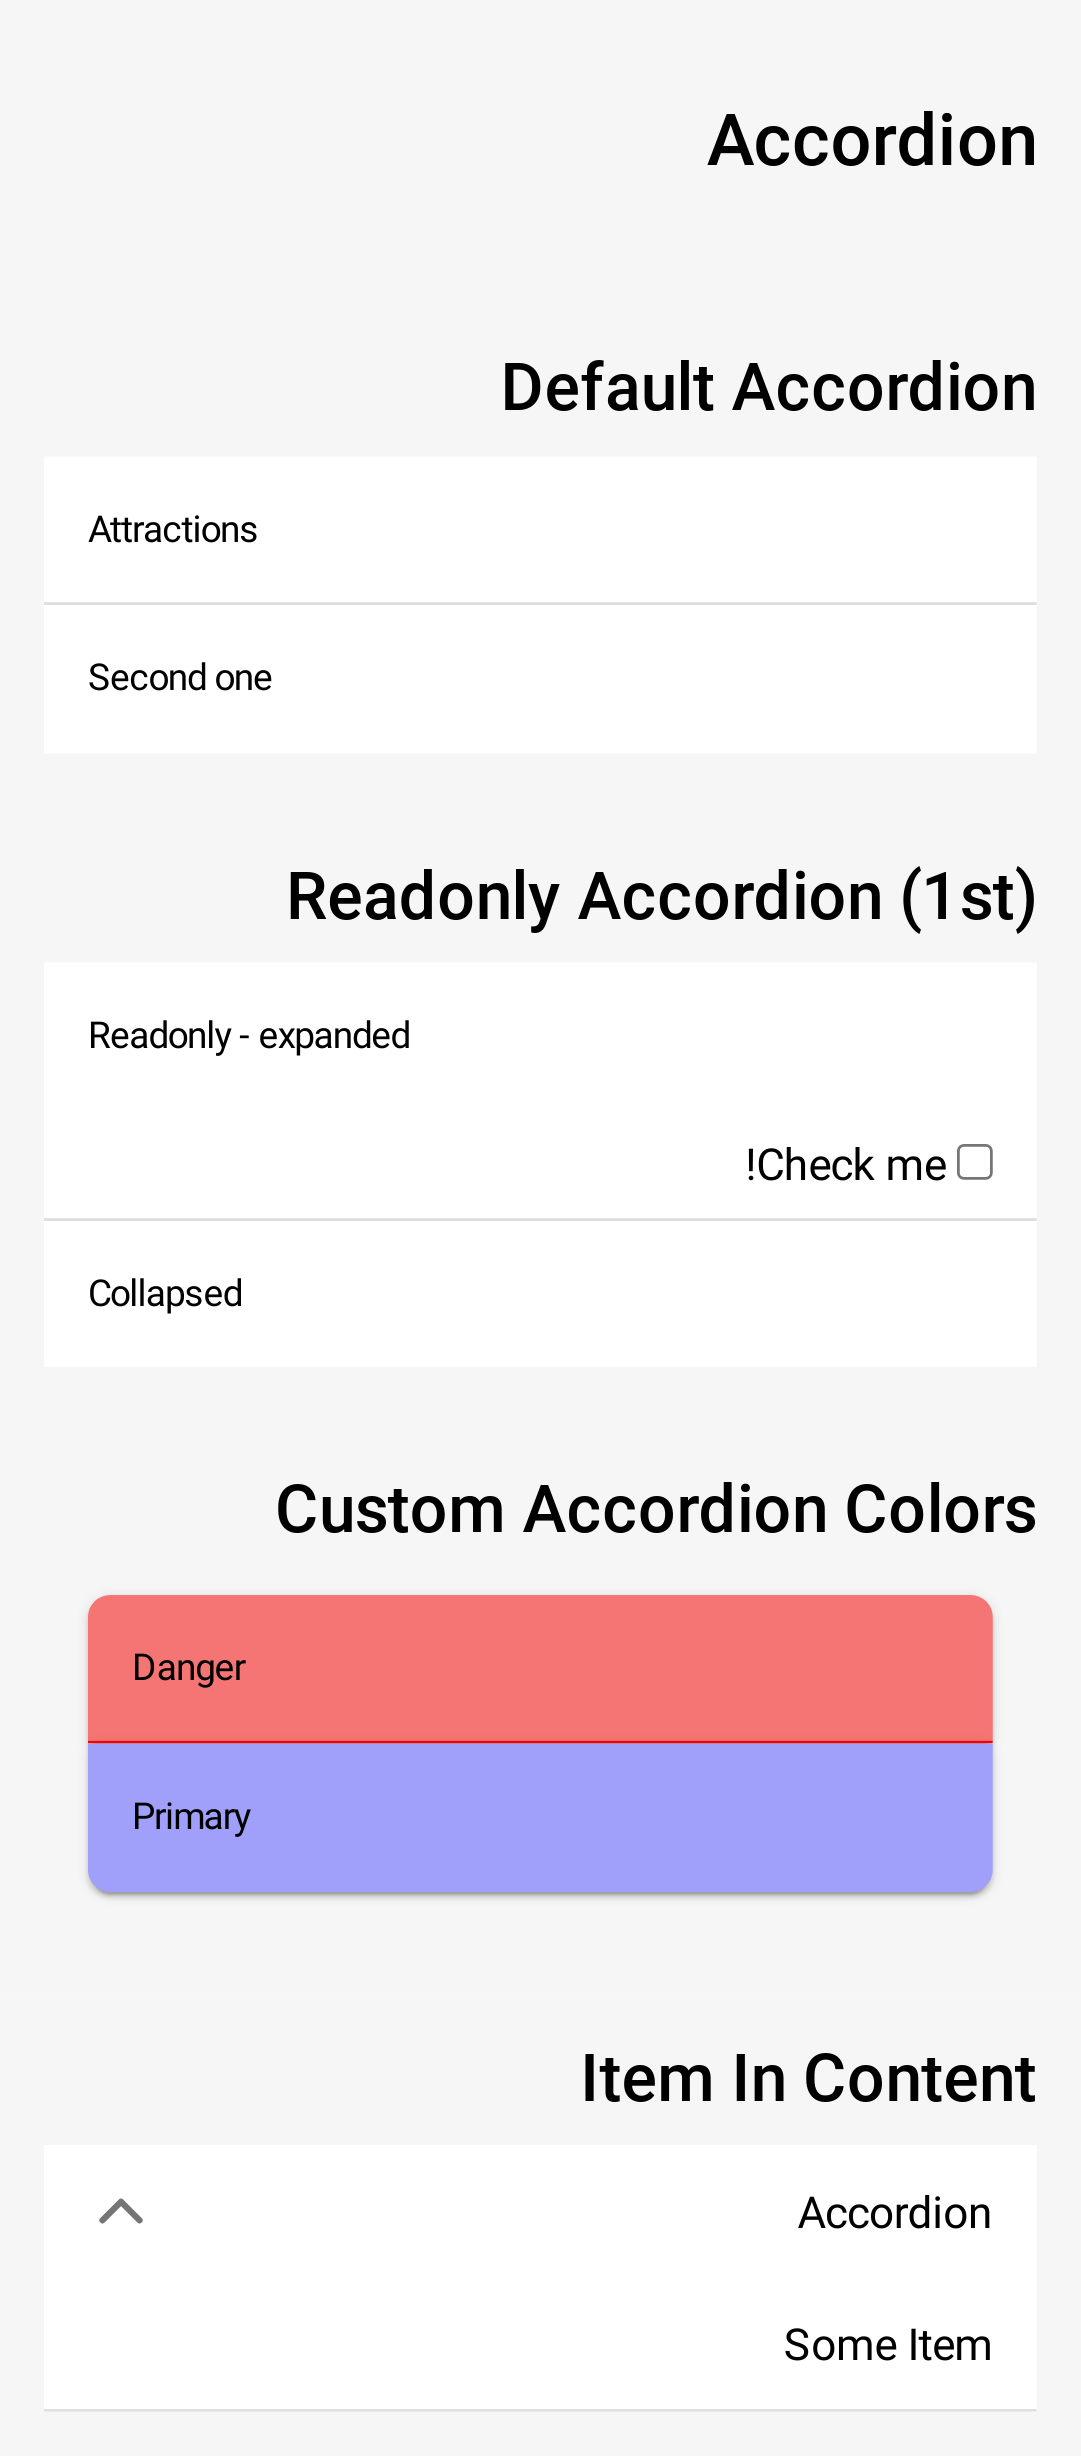 Accordion
Default Accordion
Attractions
Second one
Readonly Accordion (1st)
Readonly - expanded
!Check me
Collapsed
Custom Accordion Colors
Danger
Primary
Item In Content
Accordion
Some Item